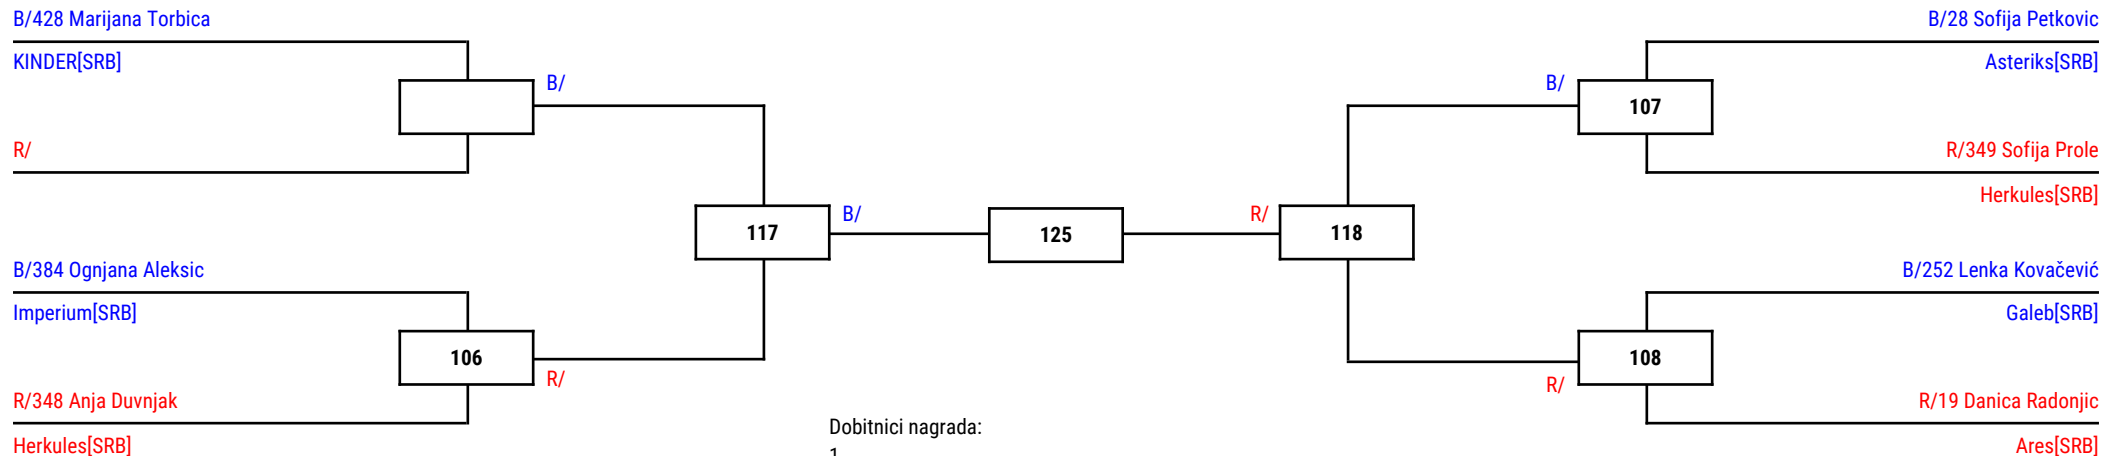 B/428 Marijana Torbica
KINDER[SRB]
B/
R/
B/384 Ognjana Aleksic
Imperium[SRB]
106
R/
R/348 Anja Duvnjak
Herkules[SRB]
117
B/
125
R/
118
Dobitnici nagrada:
1
B/28 Sofija Petkovic
Asteriks[SRB]
B/
107
R/349 Sofija Prole
Herkules[SRB]
B/252 Lenka Kovačević
Galeb[SRB]
108
R/
R/19 Danica Radonjic
Ares[SRB]